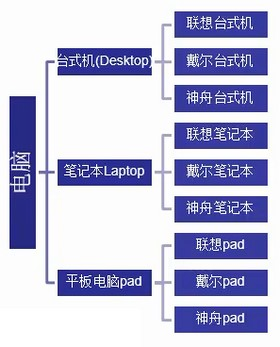 电脑
台式机(Desktop)
联想台式机
戴尔台式机
神舟台式机
笔记本Laptop
联想笔记本
戴尔笔记本
神舟笔记本
平板电脑pad
联想pad
戴尔pad
神舟pad